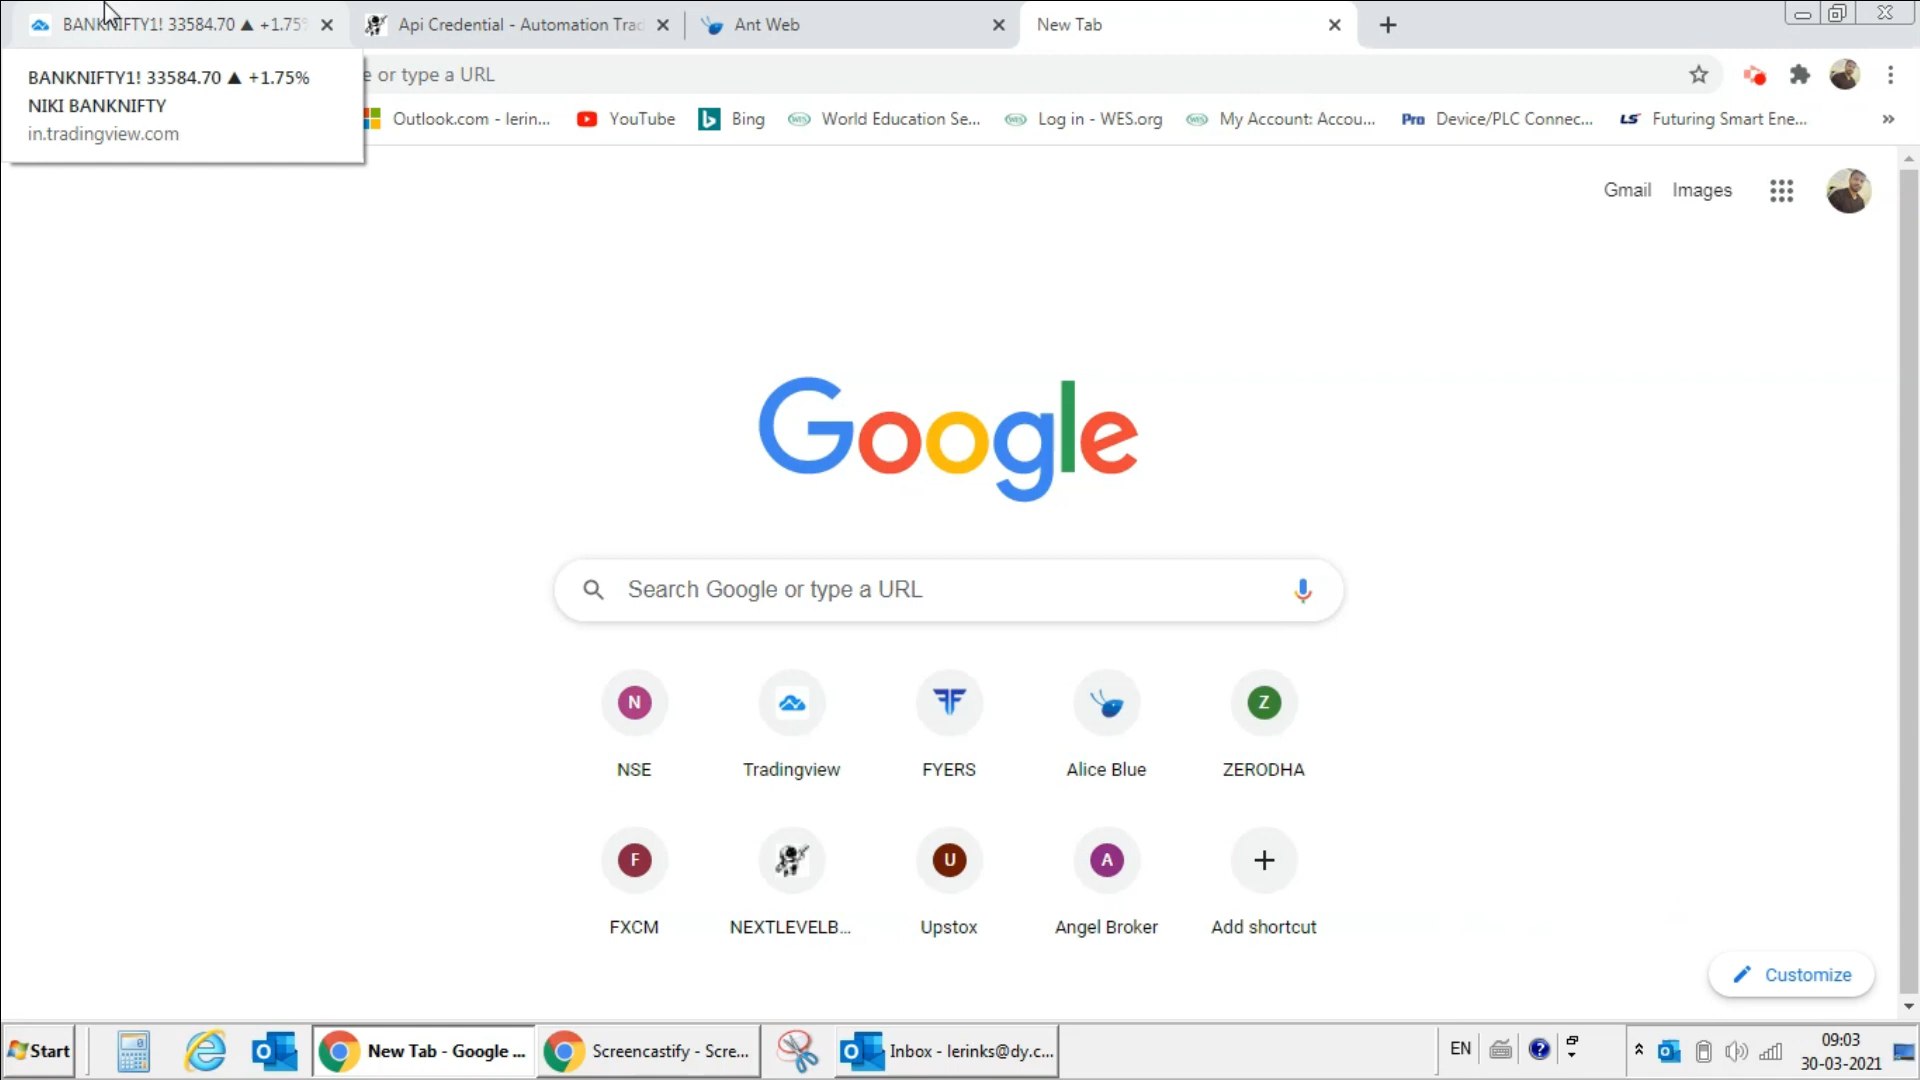 BANKNIFTY1! 33584.70 ▲ +1.75
Api Credential - Automation Trac
Ant Web
New Tab
BANKNIFTY1! 33584.70 ▲ +1.75%
NIKI BANKNIFTY
in.tradingview.com
e or type a URL
Outlook.com - lerin...
YouTube
Bing
World Education Se...
Log in - WES.org
My Account: Accou...
Pro Device/PLC Connec...
LS Futuring Smart Ene...
»
Gmail
Images
Google
Search Google or type a URL
N
NSE
Tradingview
FYERS
Alice Blue
Z
ZERODHA
F
FXCM
NEXTLEVELB...
U
Upstox
A
Angel Broker
Add shortcut
Customize
Start
New Tab - Google ...
Screencastify - Scre...
Inbox - lerinks@dy.c...
EN
09:03
30-03-2021